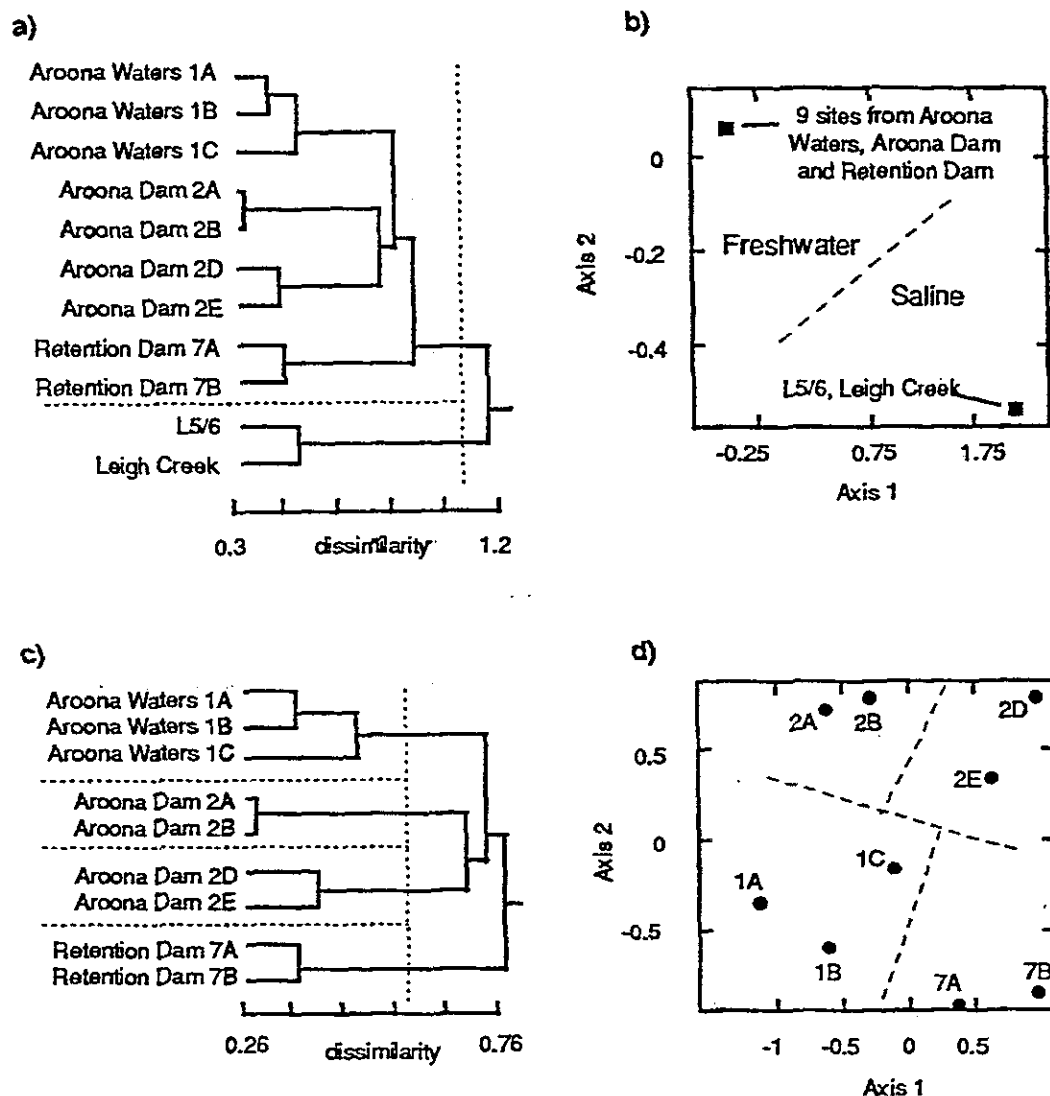 a)
Aroona Waters 1A
Aroona Waters 1B
Aroona Waters 1C
Aroona Dam 2A
Aroona Dam 2B
Aroona Dam 2D
Aroona Dam 2E
Retention Dam 7A
Retention Dam 7B
L5/6
Leigh Creek
0.3
dissimilarity
1.2
b)
9 sites from Aroona
Waters, Aroona Dam
and Retention Dam
Freshwater
Saline
L5/6, Leigh Creek
0
-0.2
-0.4
Axis 2
-0.25
0.75
1.75
Axis 1
c)
Aroona Waters 1A
Aroona Waters 1B
Aroona Waters 1C
Aroona Dam 2A
Aroona Dam 2B
Aroona Dam 2D
Aroona Dam 2E
Retention Dam 7A
Retention Dam 7B
0.26
dissimilarity
0.76
d)
2A
2B
2D
2E
1C
1A
1B
7A
7B
0.5
0
-0.5
Axis 2
-1
-0.5
0
0.5
Axis 1